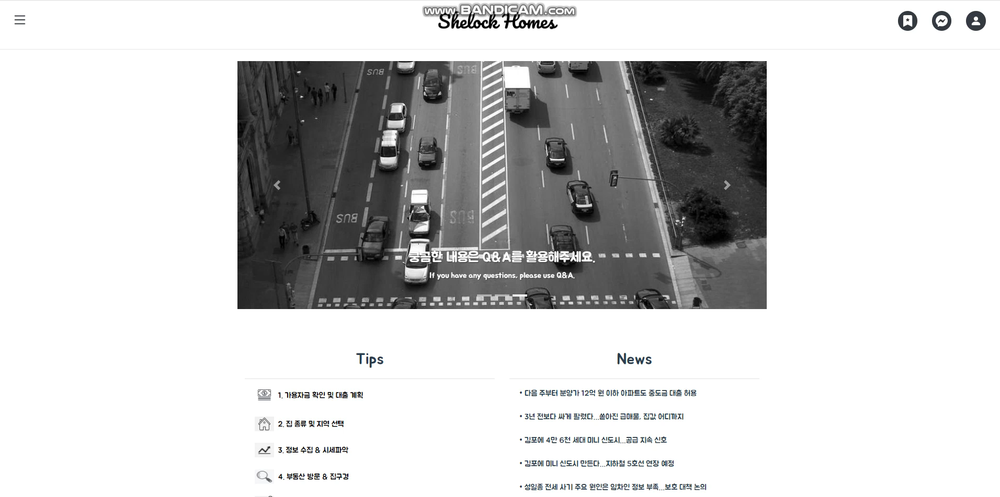 www.BANDICAM.com
Shelock Homes
BUS
BUS
BUS
BUS
궁금한 내용은 Q&A를 활용해주세요.
If you have any questions, please use Q&A.
Tips
1. 가용자금 확인 및 대출 계획
2. 집 종류 및 지역 선택
3. 정보 수집 & 시세파악
4. 부동산 방문 & 집구경
News
• 다음 주부터 분양가 12억 원 이하 아파트도 중도금 대출 허용
• 3년 전보다 싸게 팔렸다...쏟아진 급매물, 집값 어디까지
• 김포에 4만 6천 세대 미니 신도시...공급 지속 신호
• 김포에 미니 신도시 만든다...지하철 5호선 연장 예정
• 성일종 전세 사기 주요 원인은 임차인 정보 부족...보호 대책 논의